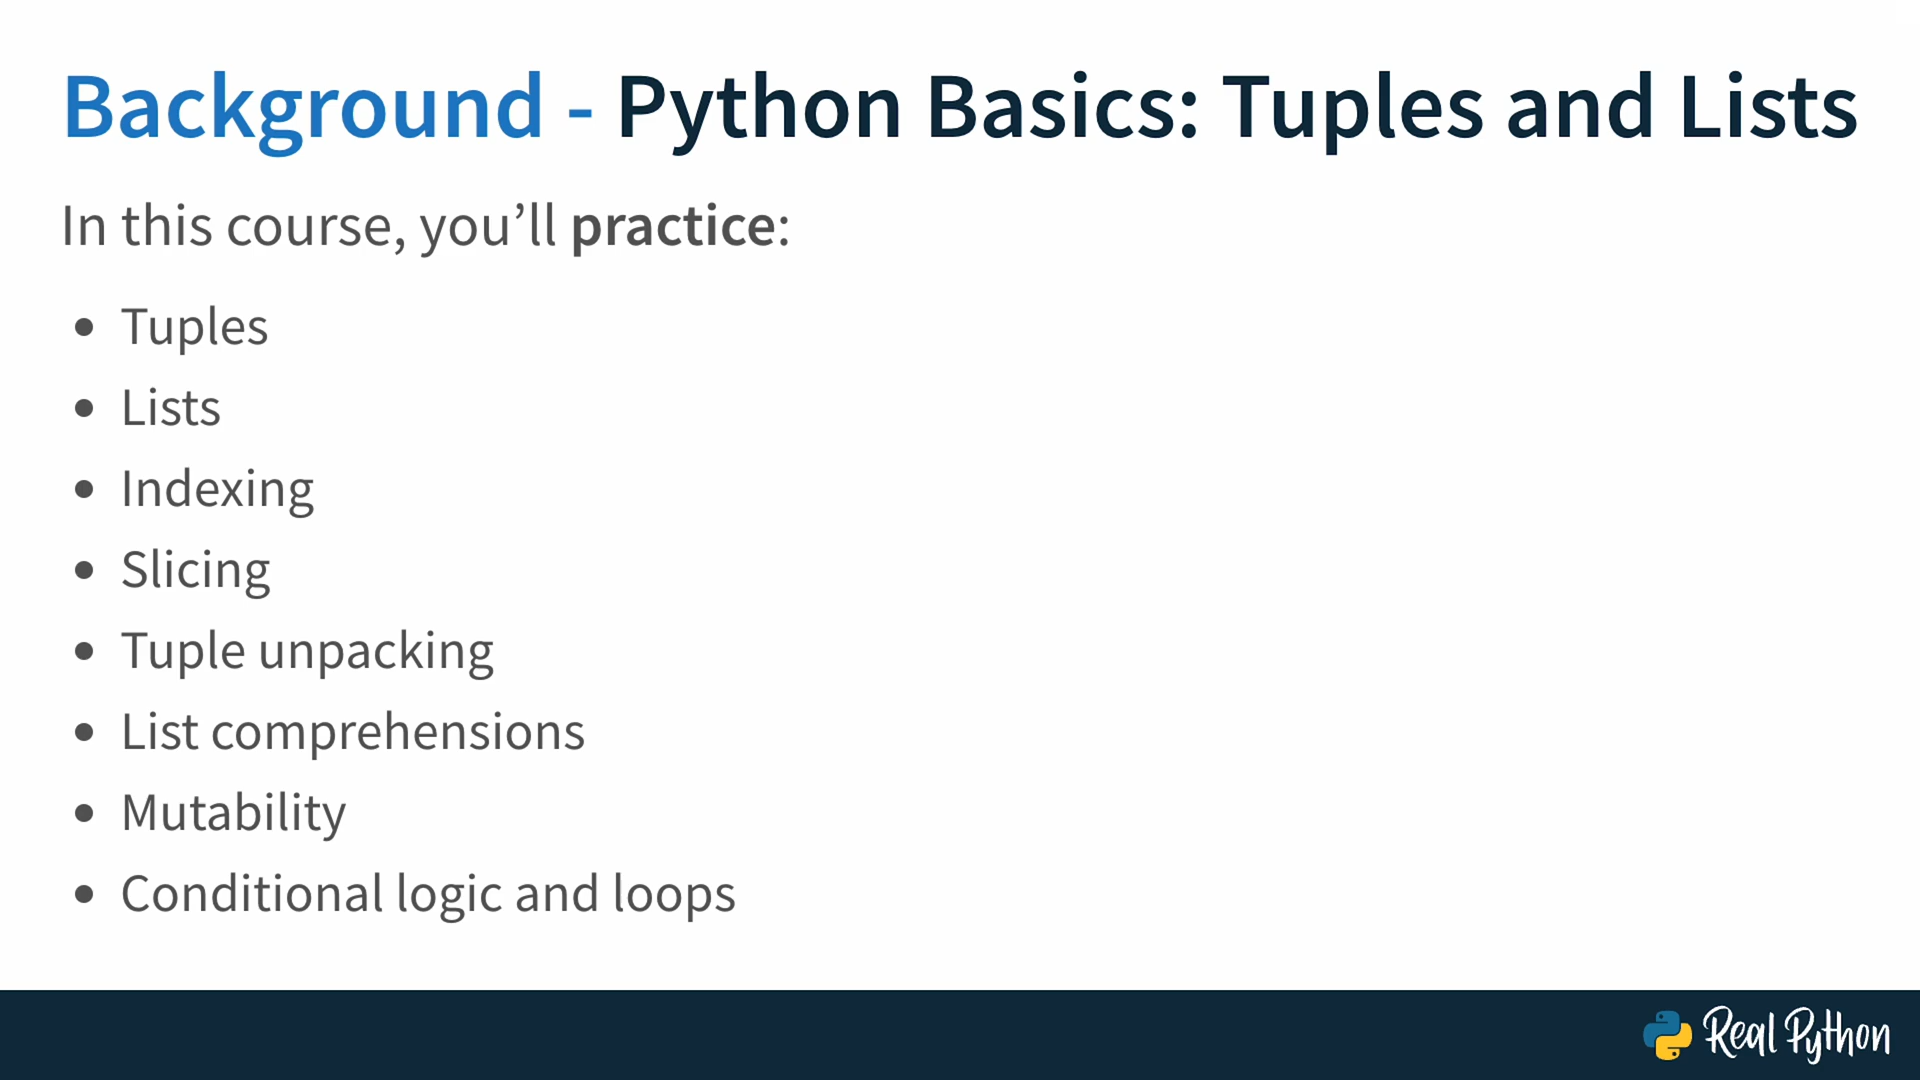 Background - Python Basics: Tuples and Lists
In this course, you’ll practice:
• Tuples
• Lists
• Indexing
• Slicing
• Tuple unpacking
• List comprehensions
• Mutability
• Conditional logic and loops
Real Python